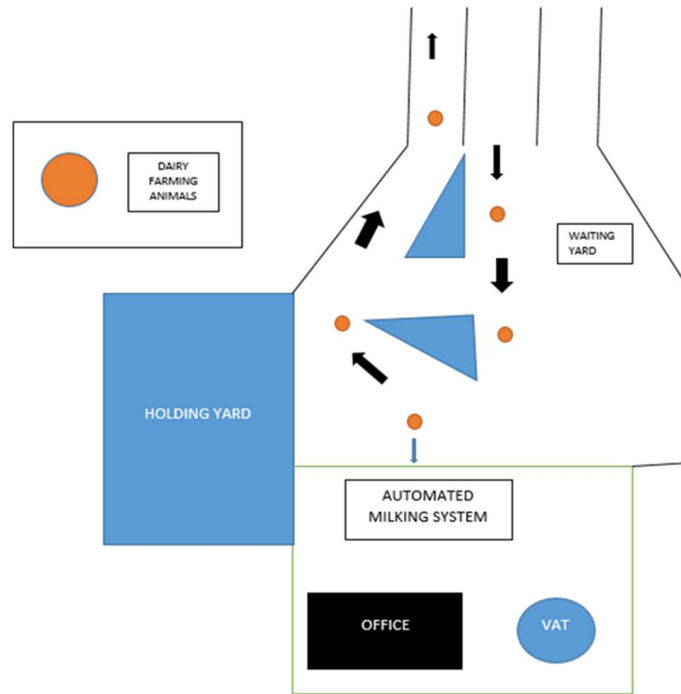 DAIRY
FARMING
ANIMALS
WAITING
YARD
HOLDING YARD
AUTOMATED
MILKING SYSTEM
OFFICE
VAT